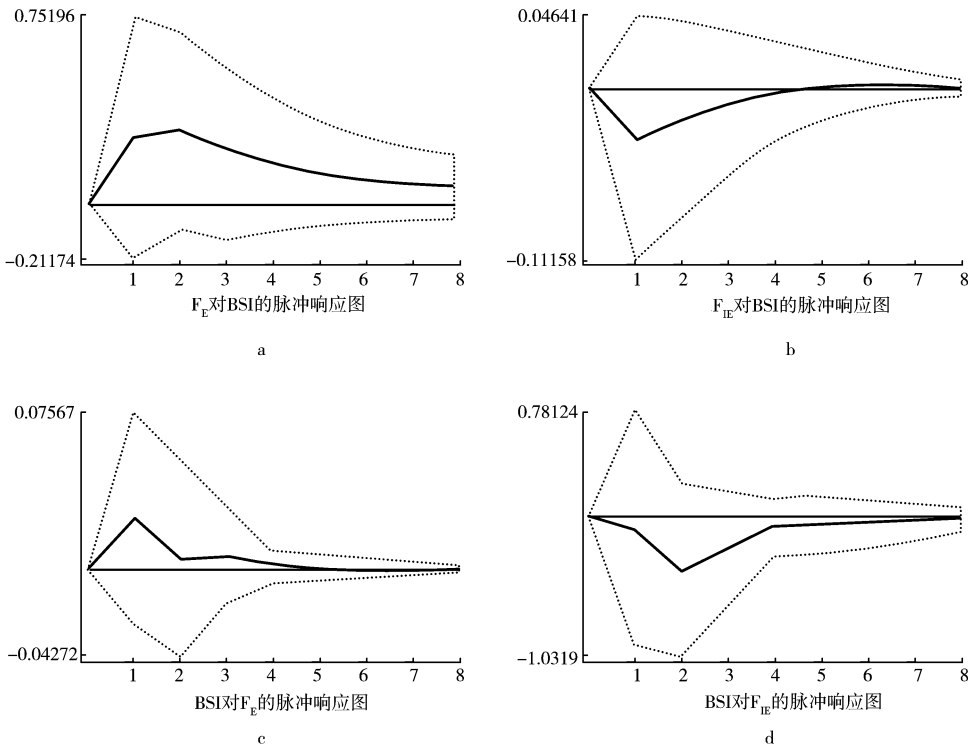 0.75196
-0.21174
1 2 3 4 5 6 7 8
F_E对BSI的脉冲响应图
a
0.04641
-0.11158
1 2 3 4 5 6 7 8
F_IE对BSI的脉冲响应图
b
0.07567
-0.04272
1 2 3 4 5 6 7 8
BSI对F_E的脉冲响应图
c
0.78124
-1.0319
1 2 3 4 5 6 7 8
BSI对F_IE的脉冲响应图
d